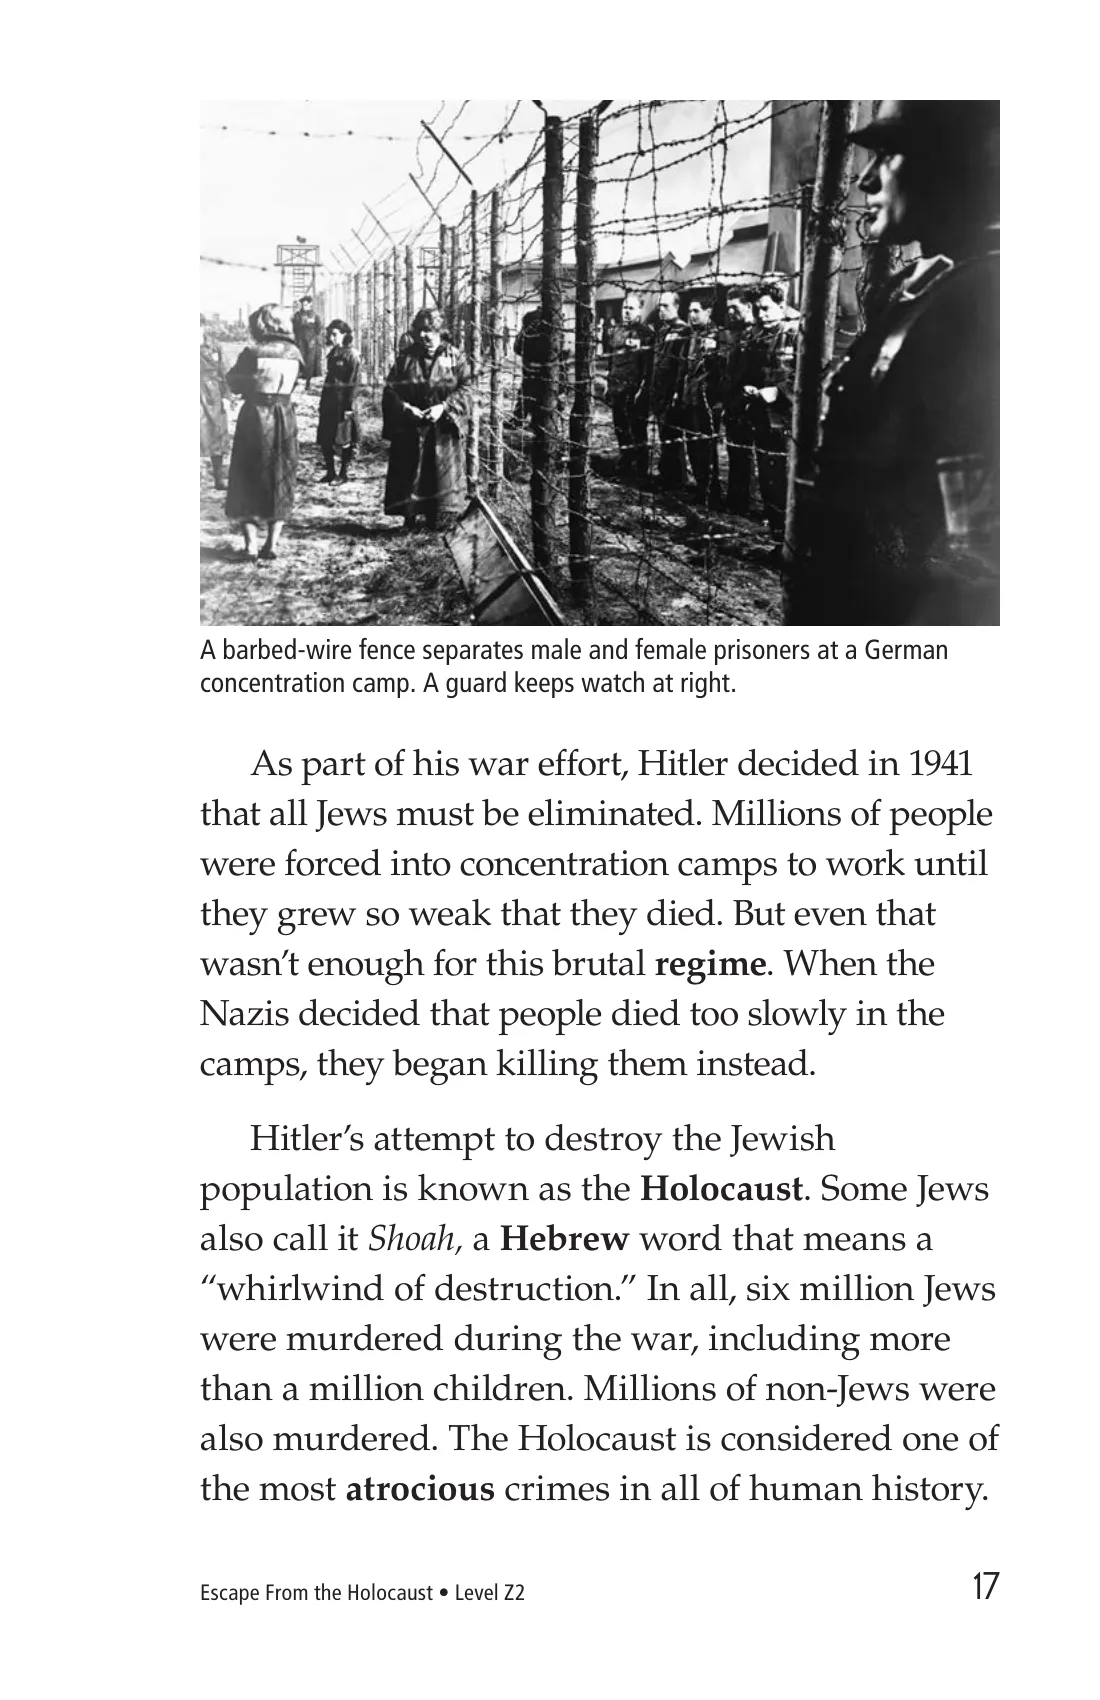 A barbed-wire fence separates male and female prisoners at a German
concentration camp. A guard keeps watch at right.
As part of his war effort, Hitler decided in 1941
that all Jews must be eliminated. Millions of people
were forced into concentration camps to work until
they grew so weak that they died. But even that
wasn’t enough for this brutal regime. When the
Nazis decided that people died too slowly in the
camps, they began killing them instead.
Hitler’s attempt to destroy the Jewish
population is known as the Holocaust. Some Jews
also call it Shoah, a Hebrew word that means a
“whirlwind of destruction.” In all, six million Jews
were murdered during the war, including more
than a million children. Millions of non-Jews were
also murdered. The Holocaust is considered one of
the most atrocious crimes in all of human history.
Escape From the Holocaust • Level Z2
17